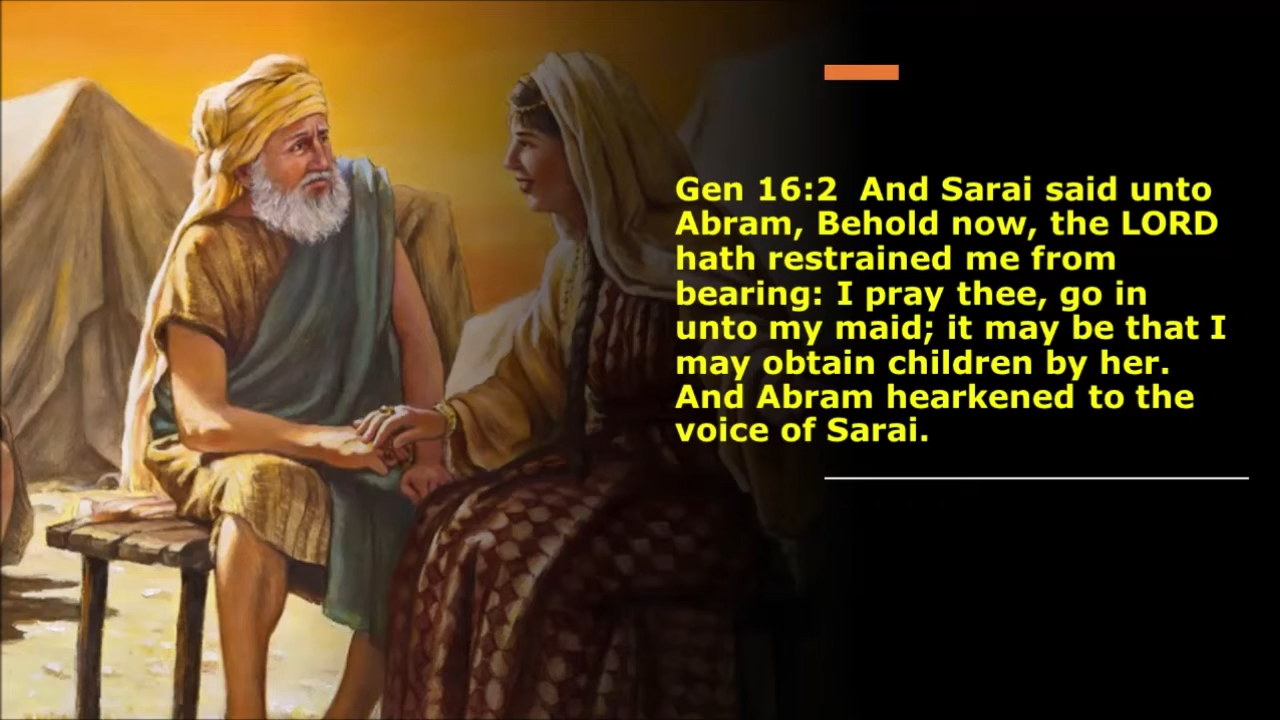 Gen 16:2  And Sarai said unto
Abram, Behold now, the LORD
hath restrained me from
bearing: I pray thee, go in
unto my maid; it may be that I
may obtain children by her.
And Abram hearkened to the
voice of Sarai.